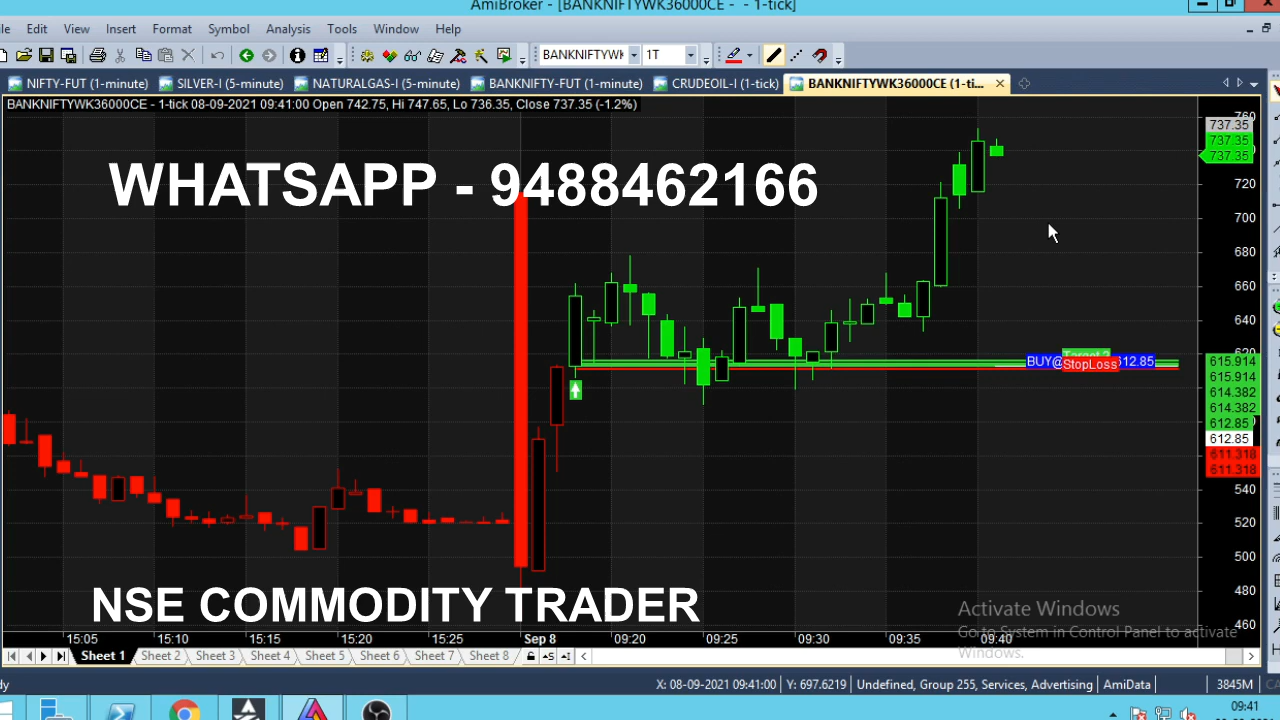 AmiBroker - [BANKNIFTYWK36000CE - - 1-tick]
Edit View Insert Format Symbol Analysis Tools Window Help
BANKNIFTYWK 1T
NIFTY-FUT (1-minute) SILVER-I (5-minute) NATURALGAS-I (5-minute) BANKNIFTY-FUT (1-minute) CRUDEOIL-I (1-tick) BANKNIFTYWK36000CE (1-ti...
BANKNIFTYWK36000CE - 1-tick 08-09-2021 09:41:00 Open 742.75, Hi 747.65, Lo 736.35, Close 737.35 (-1.2%)
760
737.35
737.35
737.35
WHATSAPP - 9488462166
720
700
680
660
640
620
BUY@ Target 2 StopLoss 612.85
615.914
615.914
614.382
614.382
612.85
612.85
611.318
611.318
540
520
500
480
460
NSE COMMODITY TRADER
Activate Windows
Go to System in Control Panel to activate
Windows.
15:05 15:10 15:15 15:20 15:25 Sep 8 09:20 09:25 09:30 09:35 09:40
Sheet 1 Sheet 2 Sheet 3 Sheet 4 Sheet 5 Sheet 6 Sheet 7 Sheet 8
X: 08-09-2021 09:41:00 Y: 697.6219 Undefined, Group 255, Services, Advertising AmiData 3845M
09:41